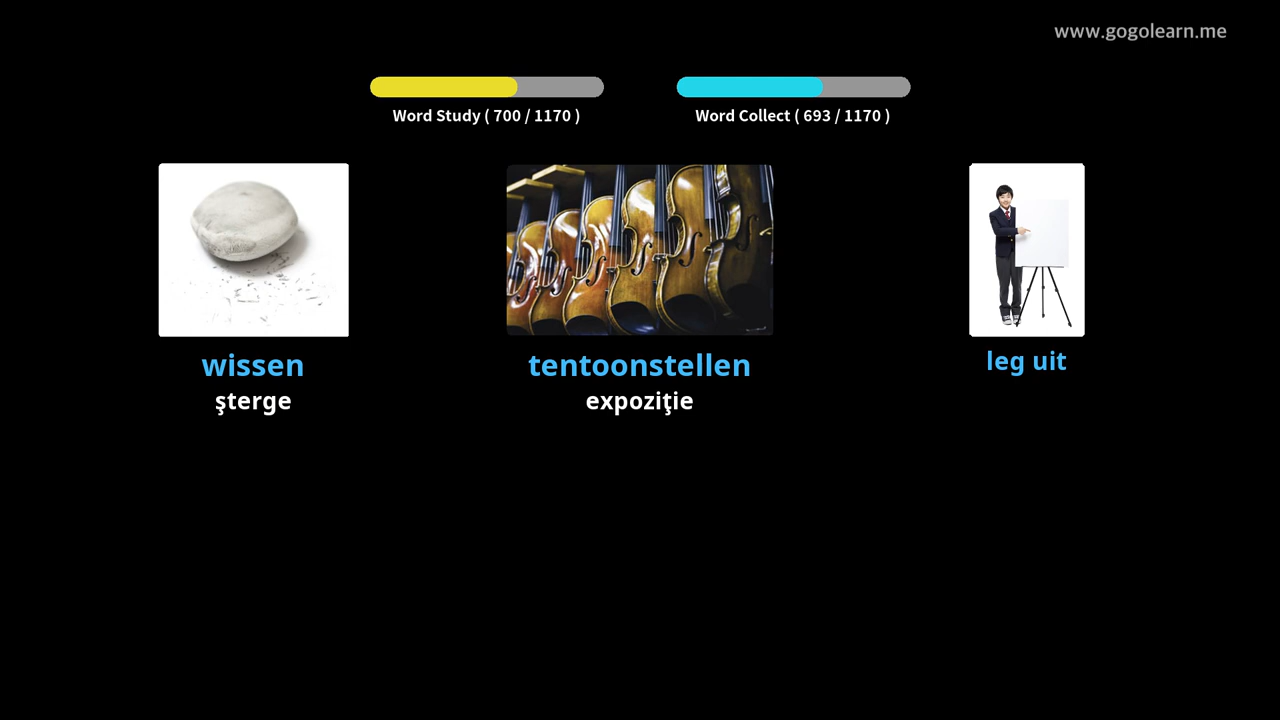 www.gogolearn.me
Word Study ( 700 / 1170 )
Word Collect ( 693 / 1170 )
wissen
şterge
tentoonstellen
expoziţie
leg uit